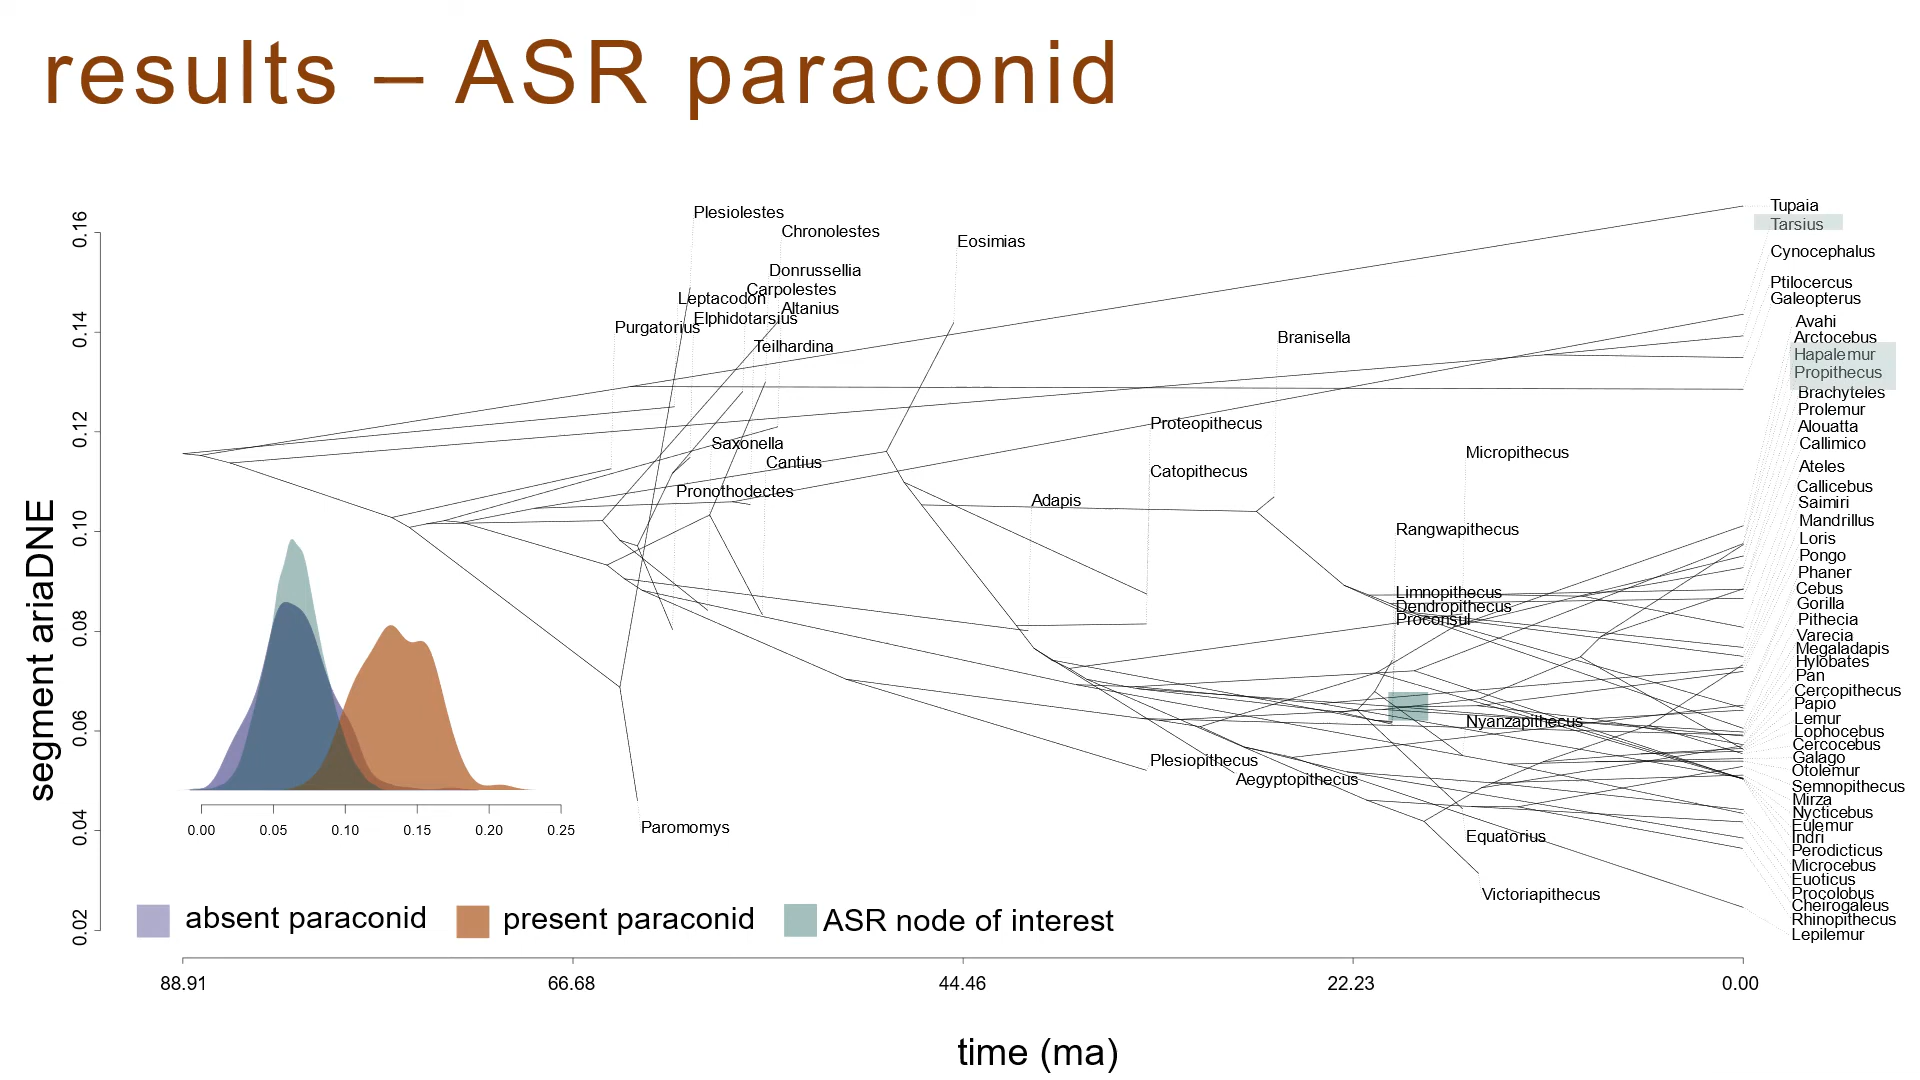 results – ASR paraconid
segment ariaDNE
0.16
0.14
0.12
0.10
0.08
0.06
0.04
0.02
Plesiolestes
Chronolestes
Eosimias
Donrussellia
Carpolestes
Leptacodon
Altanius
Elphidotarsius
Purgatorius
Teilhardina
Branisella
Proteopithecus
Saxonella
Cantius
Micropithecus
Catopithecus
Pronothodectes
Adapis
Rangwapithecus
Limnopithecus
Dendropithecus
Proconsul
Nyanzapithecus
Plesiopithecus
Aegyptopithecus
Paromomys
Equatorius
Victoriapithecus
Tupaia
Tarsius
Cynocephalus
Ptilocercus
Galeopterus
Avahi
Arctocebus
Hapalemur
Propithecus
Brachyteles
Prolemur
Alouatta
Callimico
Ateles
Callicebus
Saimiri
Mandrillus
Loris
Pongo
Phaner
Cebus
Gorilla
Pithecia
Varecia
Megaladapis
Hylobates
Pan
Cercopithecus
Papio
Lemur
Lophocebus
Cercocebus
Galago
Otolemur
Semnopithecus
Mirza
Nycticebus
Eulemur
Indri
Perodicticus
Microcebus
Euoticus
Procolobus
Cheirogaleus
Rhinopithecus
Lepilemur
0.00 0.05 0.10 0.15 0.20 0.25
absent paraconid present paraconid ASR node of interest
88.91 66.68 44.46 22.23 0.00
time (ma)